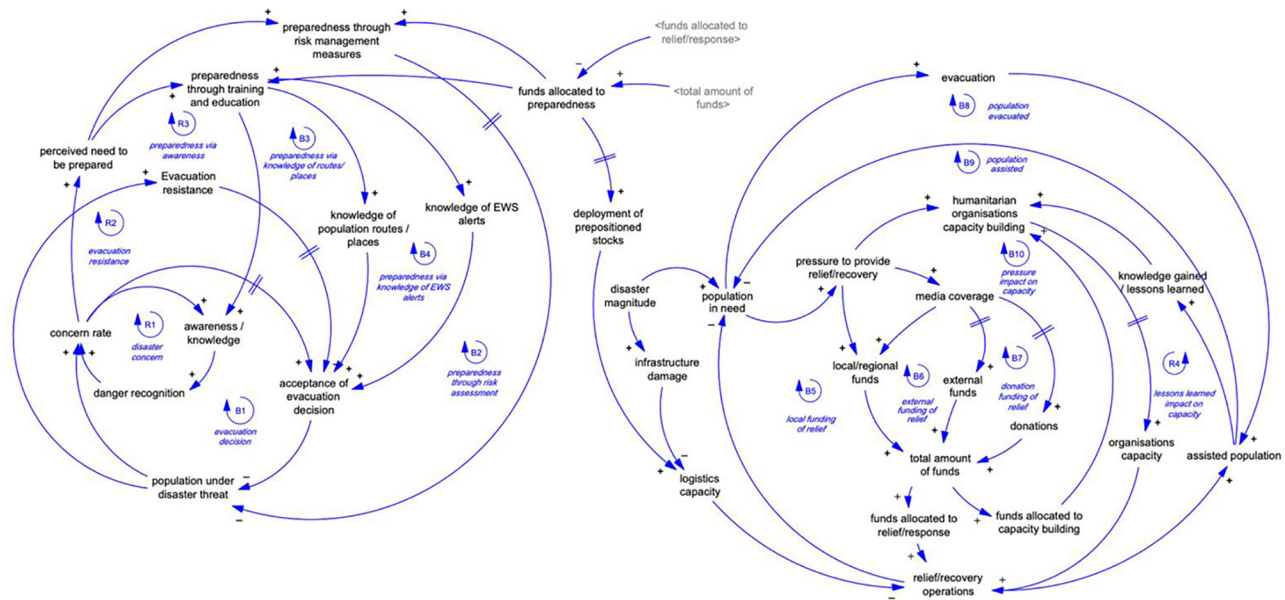 preparedness through
risk management
measures
<funds allocated to
relief/response>
preparedness
through training
and education
funds allocated to
preparedness
<total amount of
funds>
evacuation
B8
population
evacuated
R3
preparedness via
awareness
B3
preparedness via
knowledge of routes/
places
perceived need to
be prepared
B9
population
assisted
Evacuation
resistance
knowledge of
population routes /
places
knowledge of EWS
alerts
deployment of
prepositioned
stocks
humanitarian
organisations
capacity building
R2
evacuation
resistance
B4
preparedness via
knowledge of EWS
alerts
B10
pressure
impact on
capacity
pressure to provide
relief/recovery
knowledge gained
/ lessons learned
disaster
magnitude
population
in need
media coverage
concern rate
R1
disaster
concern
awareness /
knowledge
B2
preparedness
through risk
assessment
infrastructure
damage
local/regional
funds
B6
external
funding of
relief
external
funds
B7
donation
funding of
relief
R4
lessons learned
impact on
capacity
danger recognition
acceptance of
evacuation
decision
B1
evacuation
decision
B5
local funding
of relief
donations
organisations
capacity
assisted population
total amount
of funds
population under
disaster threat
logistics
capacity
funds allocated to
relief/response
funds allocated to
capacity building
relief/recovery
operations